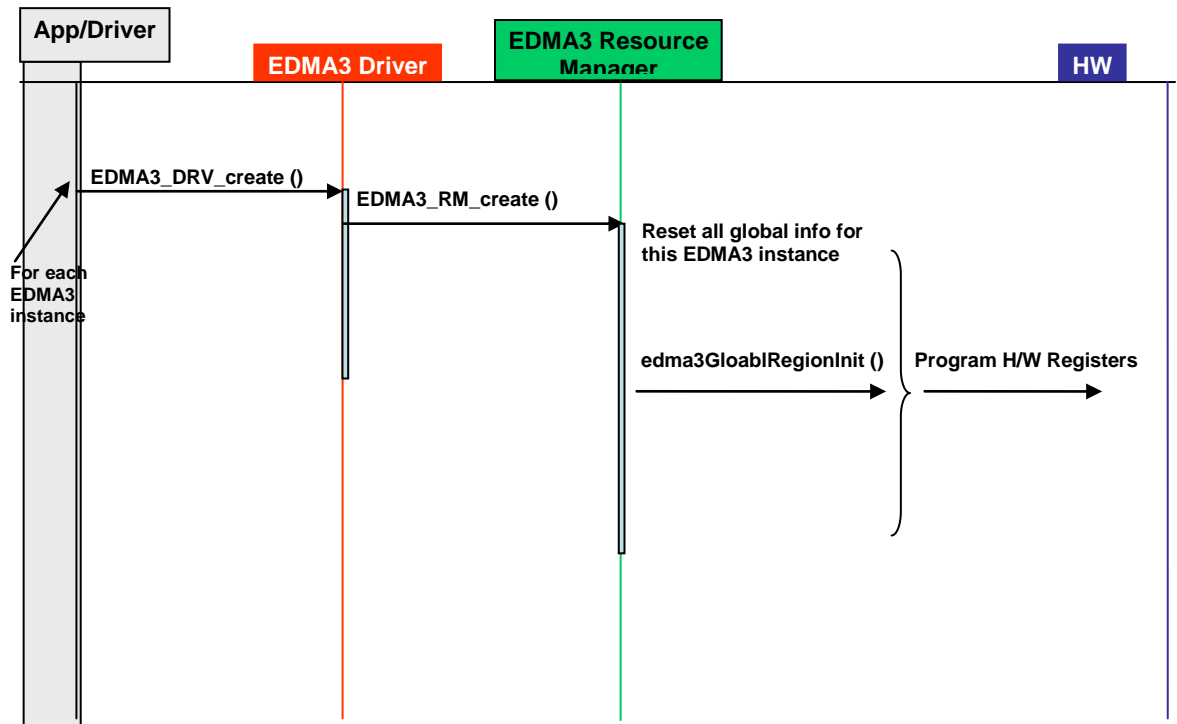 App/Driver
EDMA3 Driver
EDMA3 Resource
Manager
HW
EDMA3_DRV_create ()
EDMA3_RM_create ()
Reset all global info for
this EDMA3 instance
For each
EDMA3
instance
edma3GloablRegionInit ()
Program H/W Registers